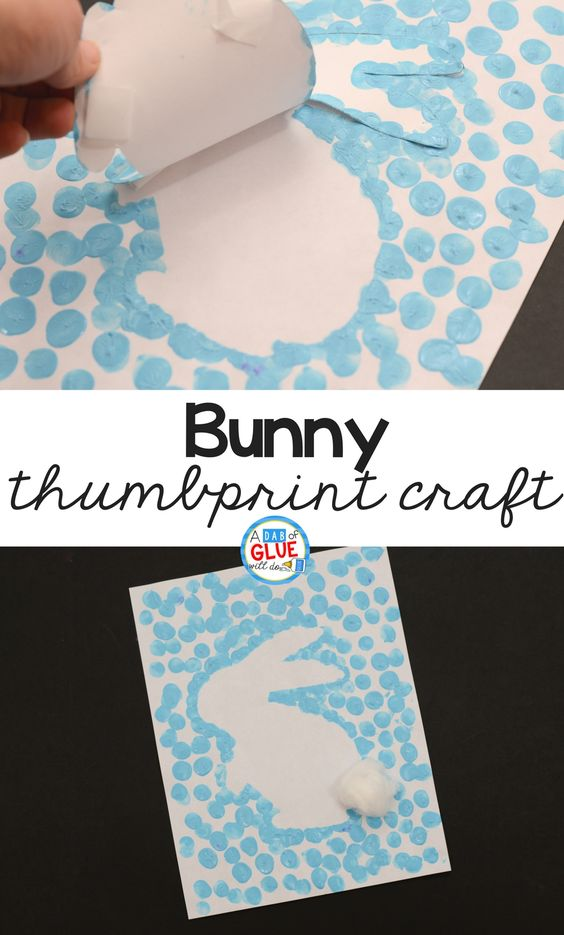 Bunny
thumbprint craft
A DAB of
GLUE
will do